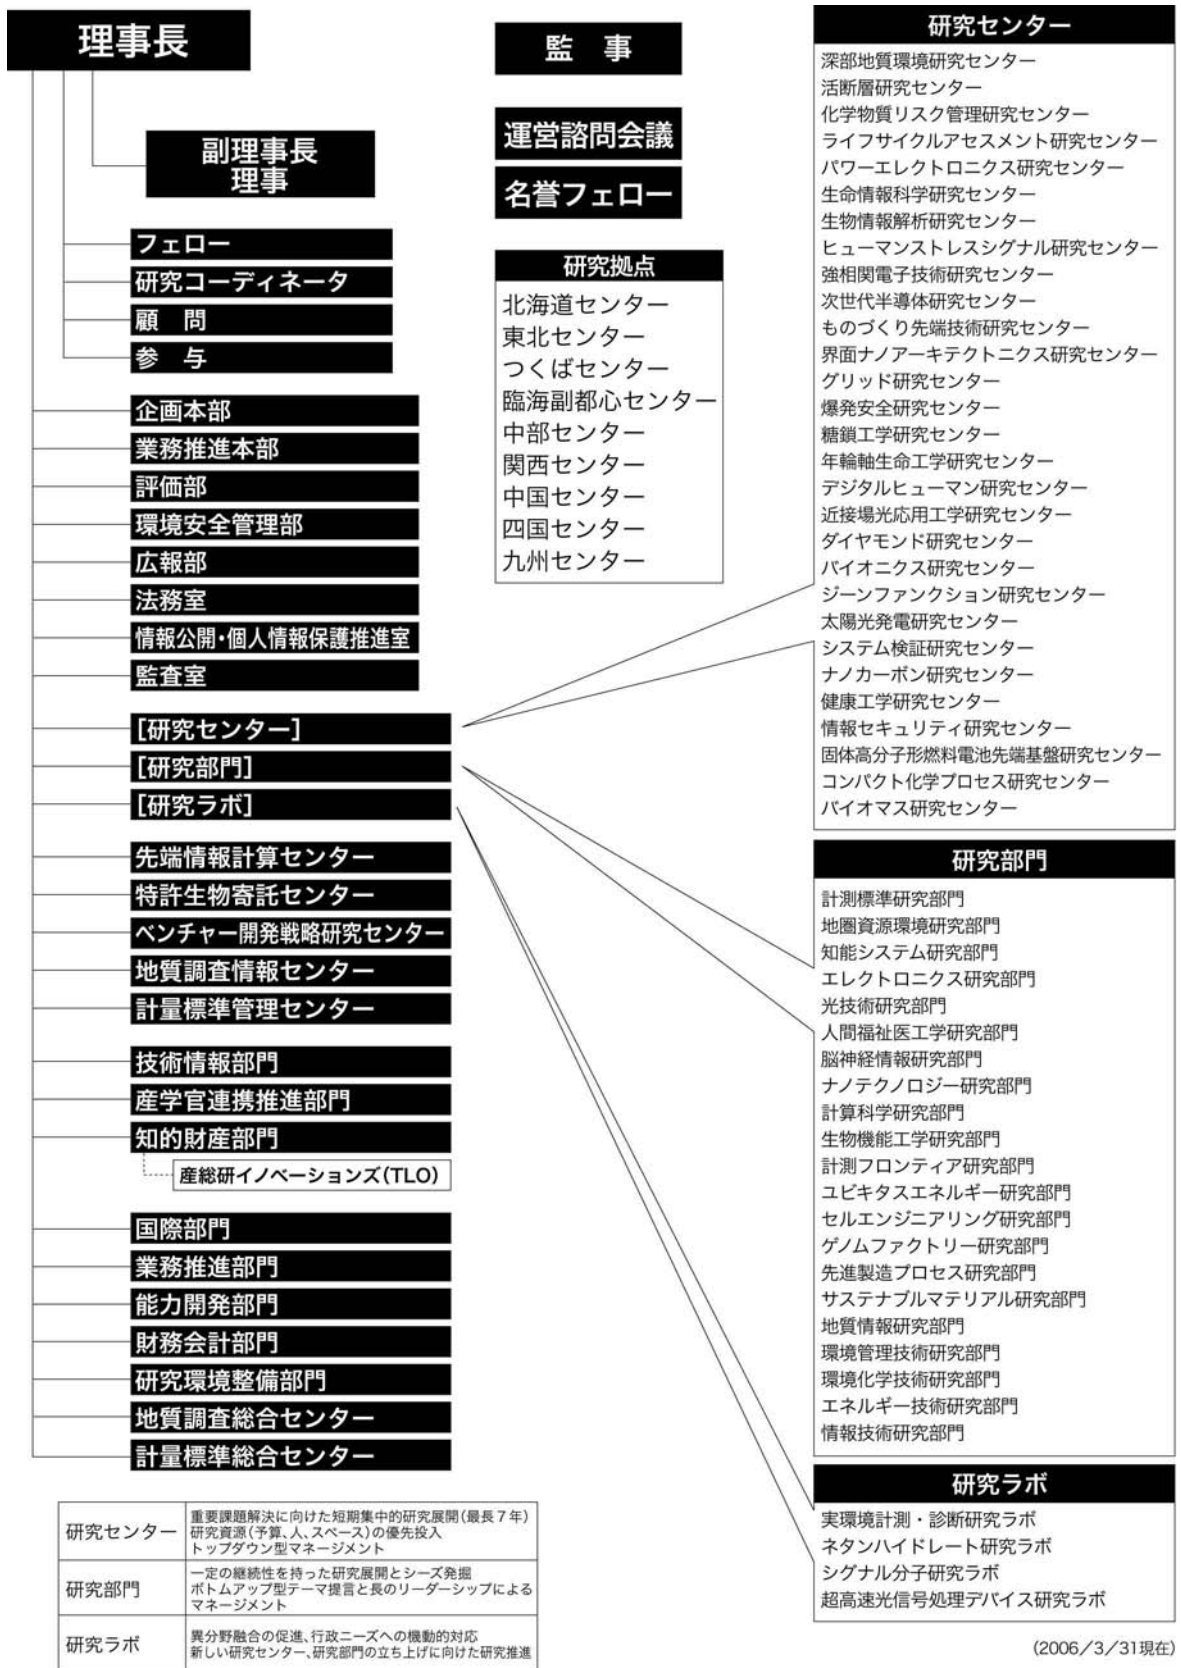 理事長
副理事長
理事
フェロー
研究コーディネータ
顧　問
参　与
企画本部
業務推進本部
評価部
環境安全管理部
広報部
法務室
情報公開・個人情報保護推進室
監査室
［研究センター］
［研究部門］
［研究ラボ］
先端情報計算センター
特許生物寄託センター
ベンチャー開発戦略研究センター
地質調査情報センター
計量標準管理センター
技術情報部門
産学官連携推進部門
知的財産部門
産総研イノベーションズ（TLO）
国際部門
業務推進部門
能力開発部門
財務会計部門
研究環境整備部門
地質調査総合センター
計量標準総合センター
監　事
運営諮問会議
名誉フェロー
研究拠点
北海道センター
東北センター
つくばセンター
臨海副都心センター
中部センター
関西センター
中国センター
四国センター
九州センター
研究センター
深部地質環境研究センター
活断層研究センター
化学物質リスク管理研究センター
ライフサイクルアセスメント研究センター
パワーエレクトロニクス研究センター
生命情報科学研究センター
生物情報解析研究センター
ヒューマンストレスシグナル研究センター
強相関電子技術研究センター
次世代半導体研究センター
ものづくり先端技術研究センター
界面ナノアーキテクトニクス研究センター
グリッド研究センター
爆発安全研究センター
糖鎖工学研究センター
年輪軸生命工学研究センター
デジタルヒューマン研究センター
近接場光応用工学研究センター
ダイヤモンド研究センター
バイオニクス研究センター
ジーンファンクション研究センター
太陽光発電研究センター
システム検証研究センター
ナノカーボン研究センター
健康工学研究センター
情報セキュリティ研究センター
固体高分子形燃料電池先端基盤研究センター
コンパクト化学プロセス研究センター
バイオマス研究センター
研究部門
計測標準研究部門
地圏資源環境研究部門
知能システム研究部門
エレクトロニクス研究部門
光技術研究部門
人間福祉医工学研究部門
脳神経情報研究部門
ナノテクノロジー研究部門
計算科学研究部門
生物機能工学研究部門
計測フロンティア研究部門
ユビキタスエネルギー研究部門
セルエンジニアリング研究部門
ゲノムファクトリー研究部門
先進製造プロセス研究部門
サステナブルマテリアル研究部門
地質情報研究部門
環境管理技術研究部門
環境化学技術研究部門
エネルギー技術研究部門
情報技術研究部門
研究ラボ
実環境計測・診断研究ラボ
ネタンハイドレート研究ラボ
シグナル分子研究ラボ
超高速光信号処理デバイス研究ラボ
研究センター
重要課題解決に向けた短期集中的研究展開（最長７年）
研究資源（予算、人、スペース）の優先投入
トップダウン型マネージメント
研究部門
一定の継続性を持った研究展開とシーズ発掘
ボトムアップ型テーマ提言と長のリーダーシップによる
マネージメント
研究ラボ
異分野融合の促進、行政ニーズへの機動的対応
新しい研究センター、研究部門の立ち上げに向けた研究推進
（2006／3／31現在）